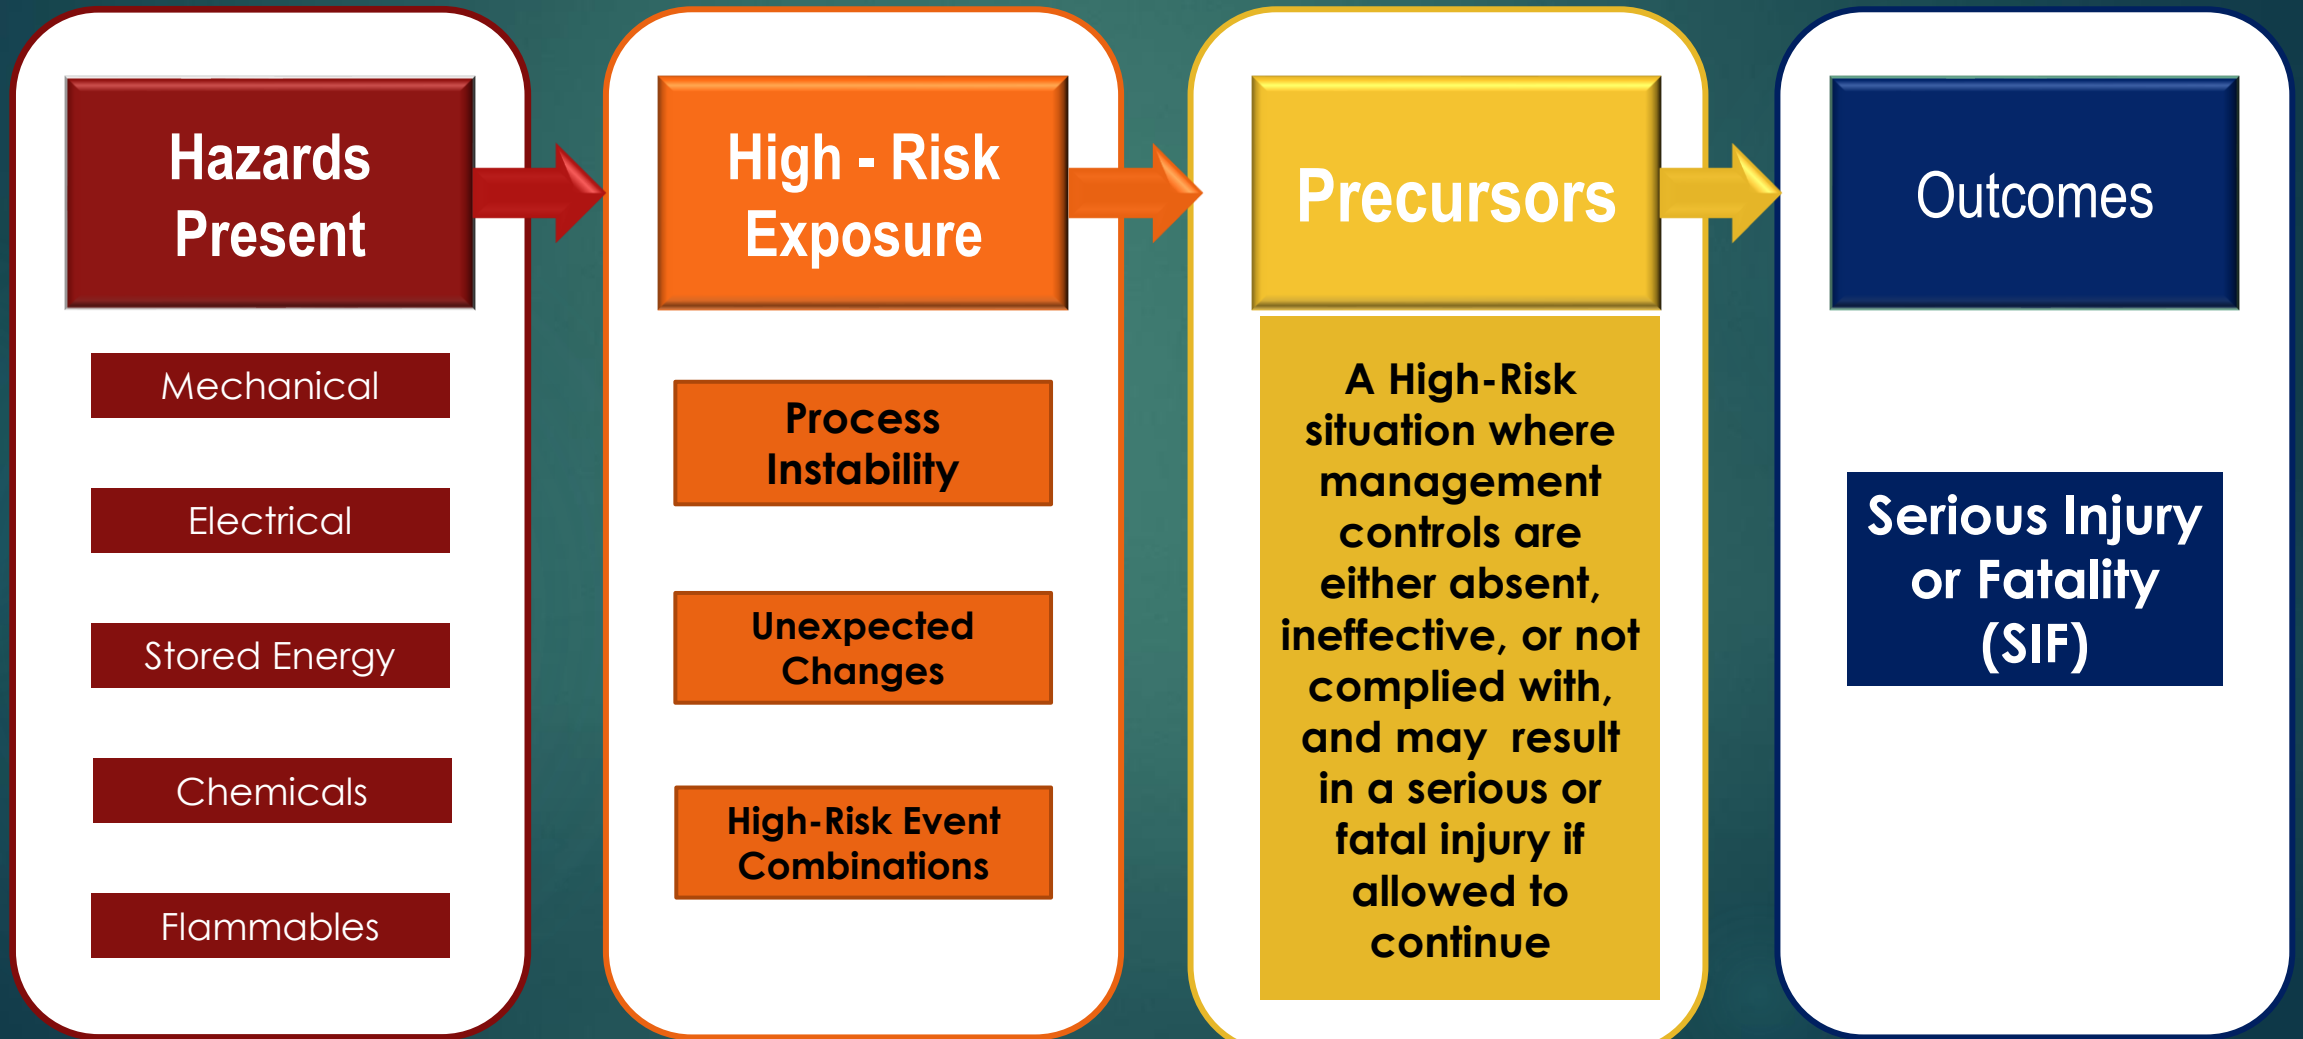 Hazards
Present
Mechanical
Electrical
Stored Energy
Chemicals
Flammables
High - Risk
Exposure
Process
Instability
Unexpected
Changes
High-Risk Event
Combinations
Precursors
A High-Risk
situation where
management
controls are
either absent,
ineffective, or not
complied with,
and may  result
in a serious or
fatal injury if
allowed to
continue
Outcomes
Serious Injury
or Fatality
(SIF)